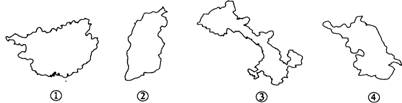 ① ② ③ ④